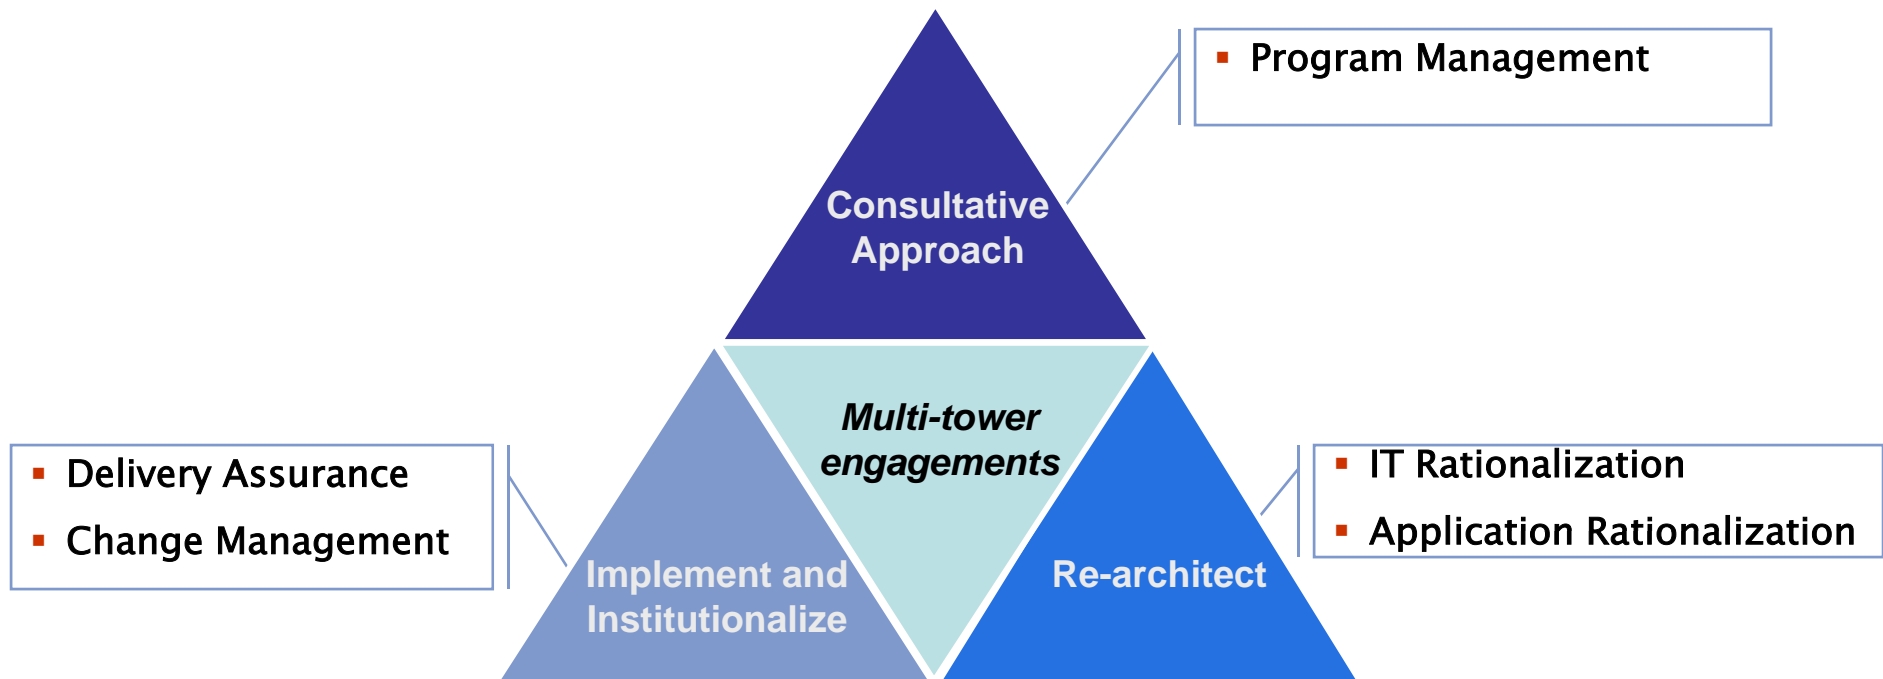 Program Management
Consultative
Approach
Multi-tower
engagements
Delivery Assurance
Change Management
IT Rationalization
Application Rationalization
Implement and
Institutionalize
Re-architect